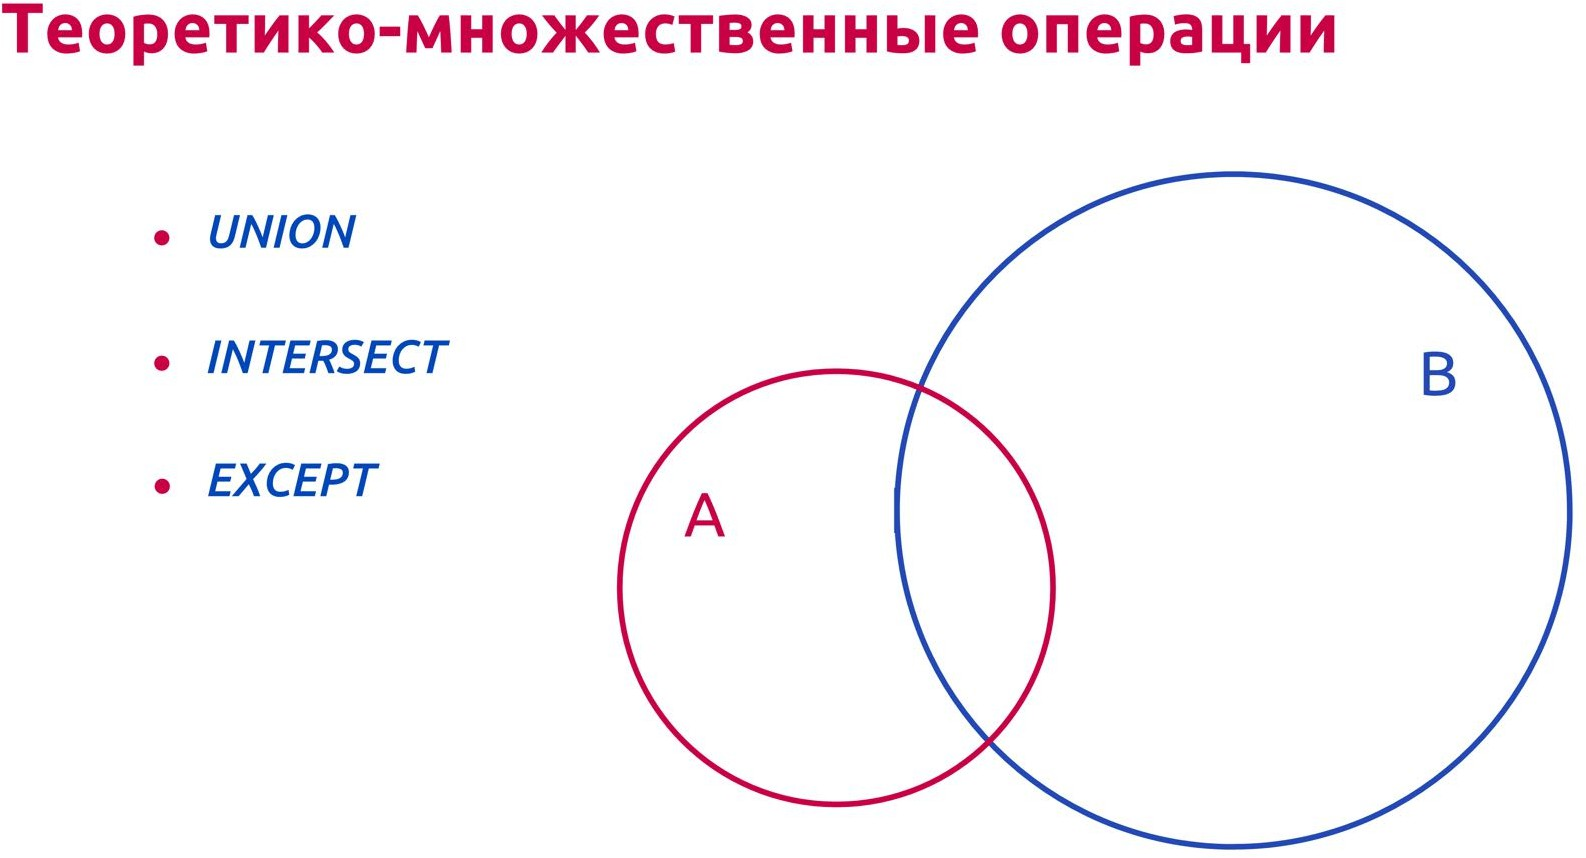 Теоретико-множественные операции
UNION
INTERSECT
EXCEPT
A
B